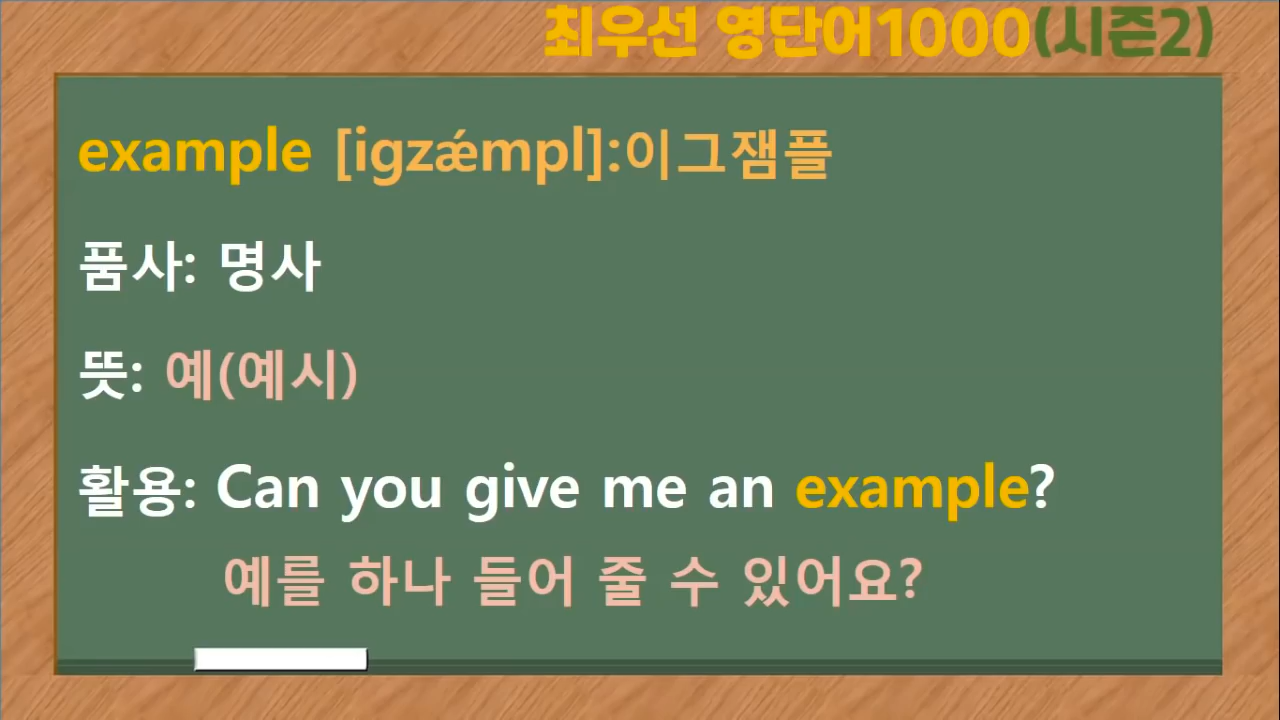 최우선 영단어1000(시즌2)
example [igzǽmpl]:이그잼플
품사: 명사
뜻: 예(예시)
활용: Can you give me an example?
예를 하나 들어 줄 수 있어요?